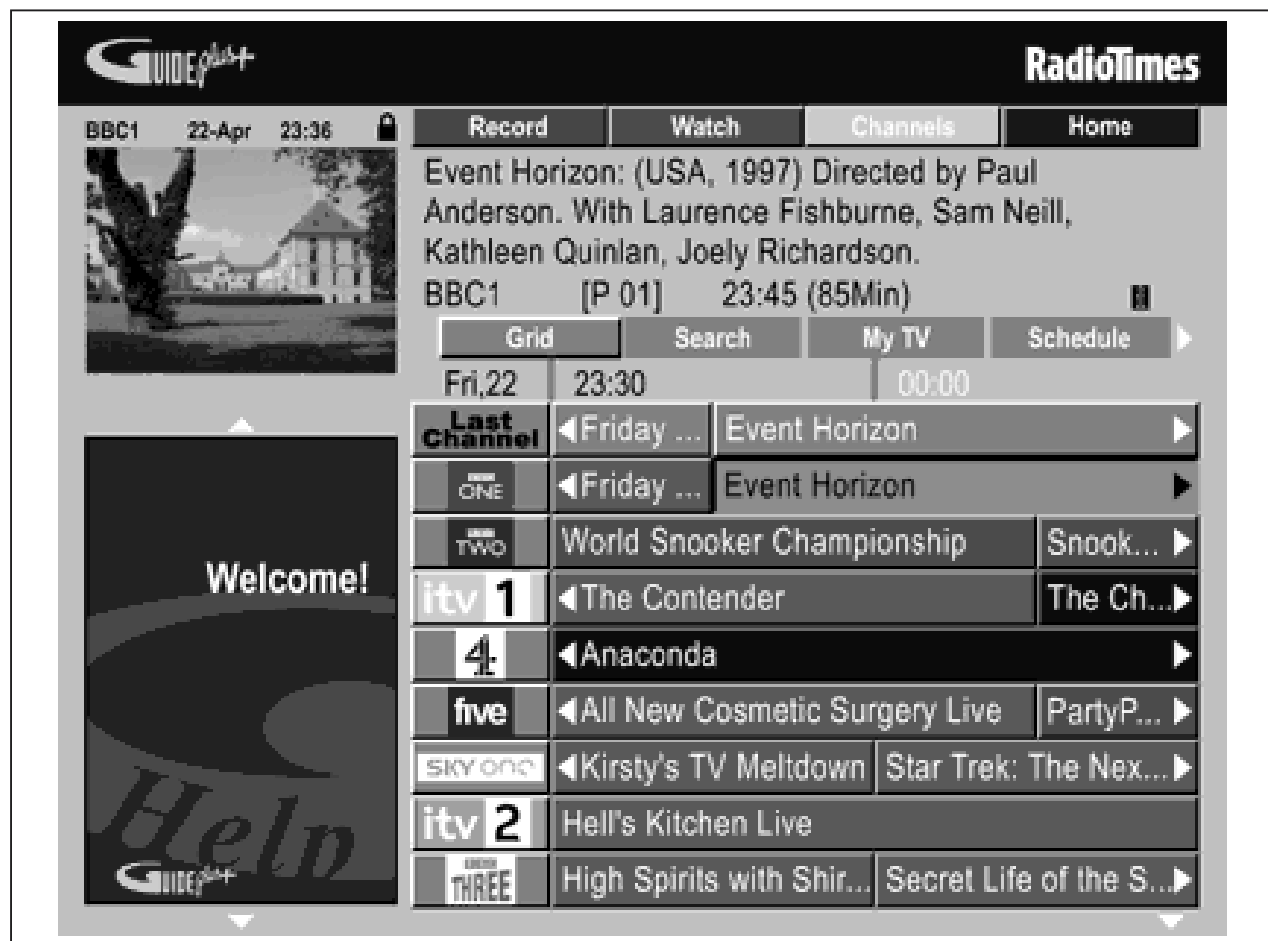 GUIDE plus+
RadioTimes
BBC1 22-Apr 23:36
Record Watch Channels Home
Event Horizon: (USA, 1997) Directed by Paul
Anderson. With Laurence Fishburne, Sam Neill,
Kathleen Quinlan, Joely Richardson.
BBC1 [P 01] 23:45 (85Min)
Grid Search My TV Schedule
Fri,22 23:30 00:00
Last Channel Friday ... Event Horizon
BBC ONE Friday ... Event Horizon
BBC TWO World Snooker Championship Snook...
itv 1 The Contender The Ch...
4 Anaconda
five All New Cosmetic Surgery Live PartyP...
sky one Kirsty's TV Meltdown Star Trek: The Nex...
itv 2 Hell's Kitchen Live
BBC THREE High Spirits with Shir... Secret Life of the S...
Welcome!
Help
GUIDE plus+